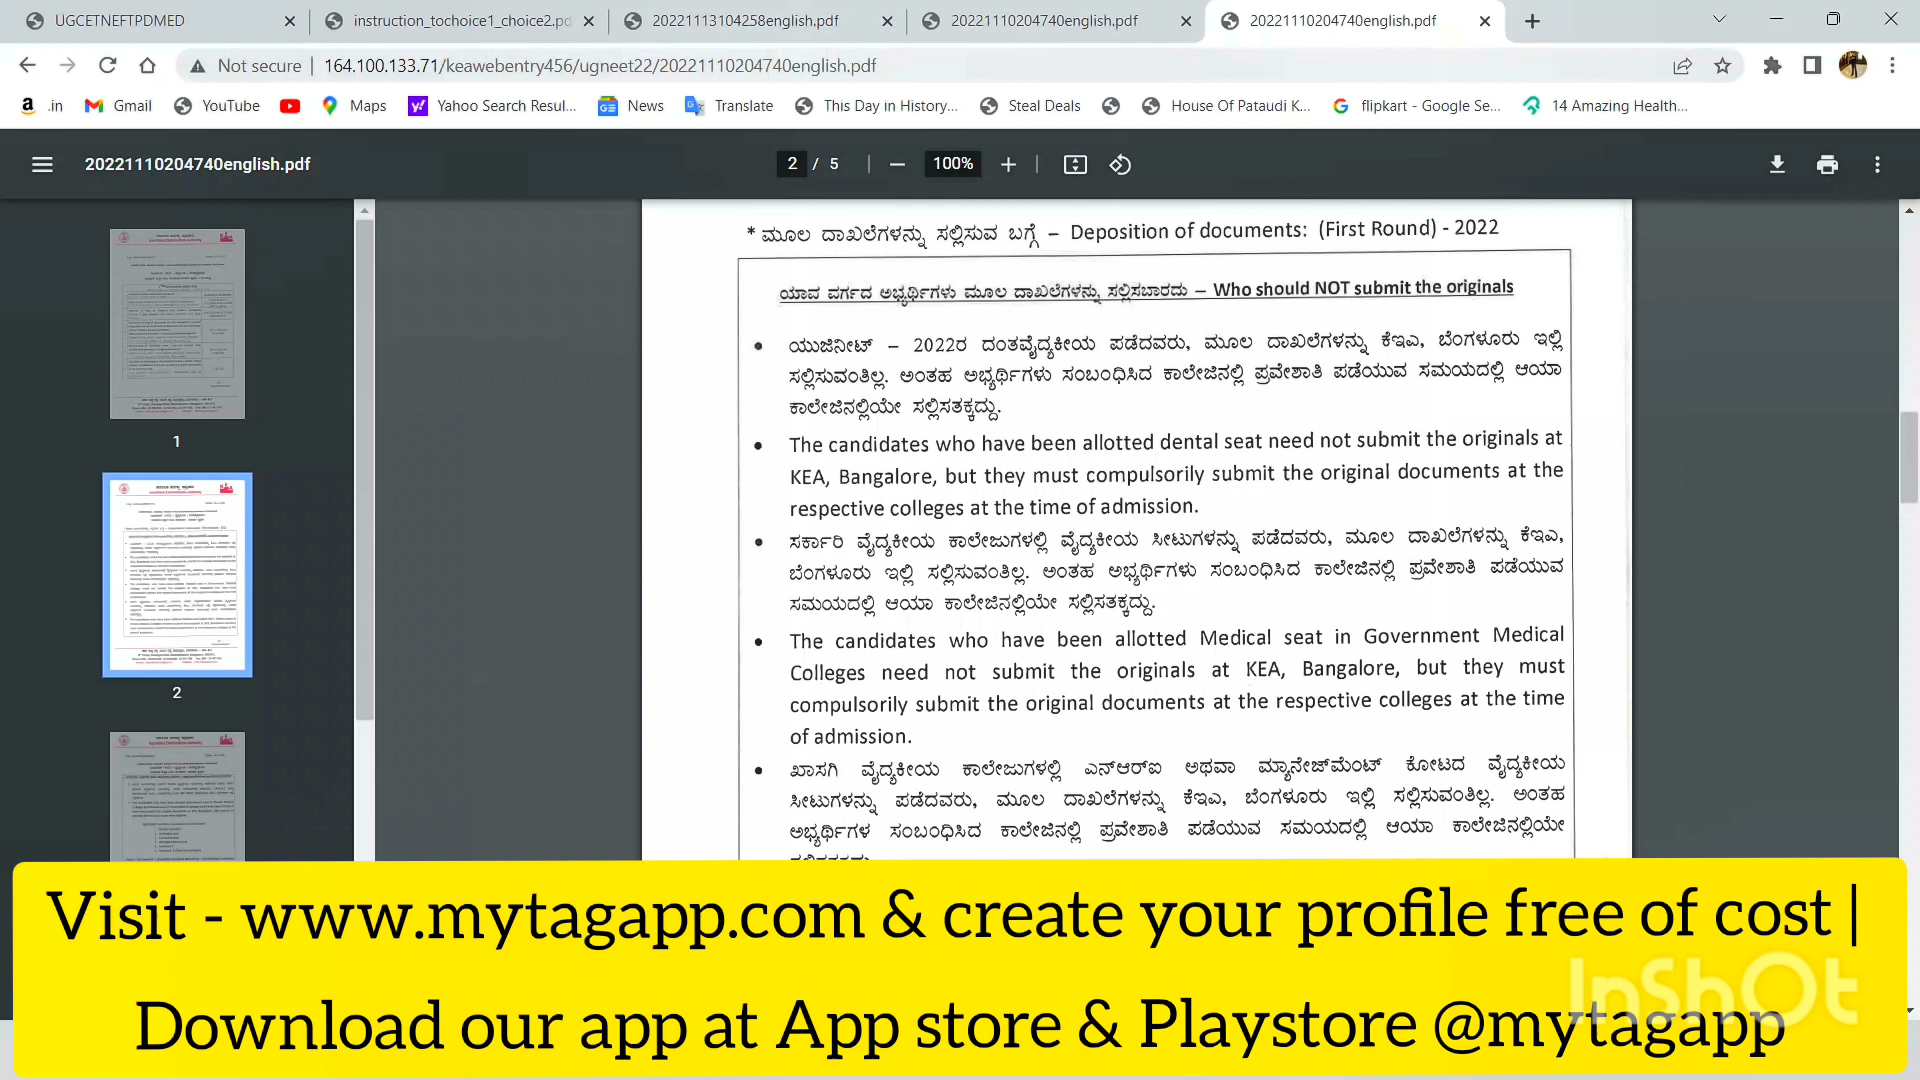 UGCETNEFTPDMED
instruction_tochoice1_choice2.pd
20221113104258english.pdf
20221110204740english.pdf
20221110204740english.pdf
Not secure
164.100.133.71/keawebentry456/ugneet22/20221110204740english.pdf
.in
Gmail
YouTube
Maps
Yahoo Search Resul...
News
Translate
This Day in History...
Steal Deals
House Of Pataudi K...
flipkart - Google Se...
14 Amazing Health...
20221110204740english.pdf
2 / 5
100%
1
2
* ಮೂಲ ದಾಖಲೆಗಳನ್ನು ಸಲ್ಲಿಸುವ ಬಗ್ಗೆ – Deposition of documents: (First Round) - 2022
ಯಾವ ವರ್ಗದ ಅಭ್ಯರ್ಥಿಗಳು ಮೂಲ ದಾಖಲೆಗಳನ್ನು ಸಲ್ಲಿಸಬಾರದು – Who should NOT submit the originals
• ಯುಜಿನೀಟ್ – 2022ರ ದಂತವೈದ್ಯಕೀಯ ಪಡೆದವರು, ಮೂಲ ದಾಖಲೆಗಳನ್ನು ಕೆಇಎ, ಬೆಂಗಳೂರು ಇಲ್ಲಿ
ಸಲ್ಲಿಸುವಂತಿಲ್ಲ. ಅಂತಹ ಅಭ್ಯರ್ಥಿಗಳು ಸಂಬಂಧಿಸಿದ ಕಾಲೇಜಿನಲ್ಲಿ ಪ್ರವೇಶಾತಿ ಪಡೆಯುವ ಸಮಯದಲ್ಲಿ ಆಯಾ
ಕಾಲೇಜಿನಲ್ಲಿಯೇ ಸಲ್ಲಿಸತಕ್ಕದ್ದು.
• The candidates who have been allotted dental seat need not submit the originals at
KEA, Bangalore, but they must compulsorily submit the original documents at the
respective colleges at the time of admission.
• ಸರ್ಕಾರಿ ವೈದ್ಯಕೀಯ ಕಾಲೇಜುಗಳಲ್ಲಿ ವೈದ್ಯಕೀಯ ಸೀಟುಗಳನ್ನು ಪಡೆದವರು, ಮೂಲ ದಾಖಲೆಗಳನ್ನು ಕೆಇಎ,
ಬೆಂಗಳೂರು ಇಲ್ಲಿ ಸಲ್ಲಿಸುವಂತಿಲ್ಲ. ಅಂತಹ ಅಭ್ಯರ್ಥಿಗಳು ಸಂಬಂಧಿಸಿದ ಕಾಲೇಜಿನಲ್ಲಿ ಪ್ರವೇಶಾತಿ ಪಡೆಯುವ
ಸಮಯದಲ್ಲಿ ಆಯಾ ಕಾಲೇಜಿನಲ್ಲಿಯೇ ಸಲ್ಲಿಸತಕ್ಕದ್ದು.
• The candidates who have been allotted Medical seat in Government Medical
Colleges need not submit the originals at KEA, Bangalore, but they must
compulsorily submit the original documents at the respective colleges at the time
of admission.
• ಖಾಸಗಿ ವೈದ್ಯಕೀಯ ಕಾಲೇಜುಗಳಲ್ಲಿ ಎನ್ಆರ್‌ಐ ಅಥವಾ ಮ್ಯಾನೇಜ್‌ಮೆಂಟ್ ಕೋಟದ ವೈದ್ಯಕೀಯ
ಸೀಟುಗಳನ್ನು ಪಡೆದವರು, ಮೂಲ ದಾಖಲೆಗಳನ್ನು ಕೆಇಎ, ಬೆಂಗಳೂರು ಇಲ್ಲಿ ಸಲ್ಲಿಸುವಂತಿಲ್ಲ. ಅಂತಹ
ಅಭ್ಯರ್ಥಿಗಳ ಸಂಬಂಧಿಸಿದ ಕಾಲೇಜಿನಲ್ಲಿ ಪ್ರವೇಶಾತಿ ಪಡೆಯುವ ಸಮಯದಲ್ಲಿ ಆಯಾ ಕಾಲೇಜಿನಲ್ಲಿಯೇ
Visit - www.mytagapp.com & create your profile free of cost |
Download our app at App store & Playstore @mytagapp
InShOt